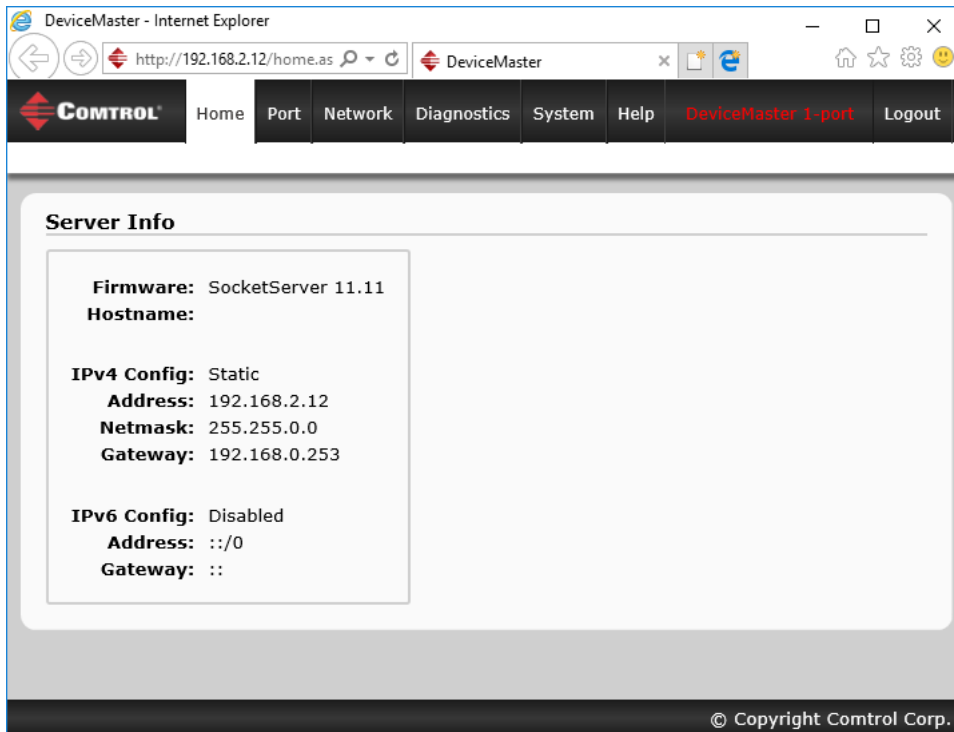 DeviceMaster - Internet Explorer
http://192.168.2.12/home.as
DeviceMaster
COMTROL® Home Port Network Diagnostics System Help DeviceMaster 1-port Logout
Server Info
Firmware: SocketServer 11.11
Hostname:
IPv4 Config: Static
Address: 192.168.2.12
Netmask: 255.255.0.0
Gateway: 192.168.0.253
IPv6 Config: Disabled
Address: ::/0
Gateway: ::
© Copyright Comtrol Corp.